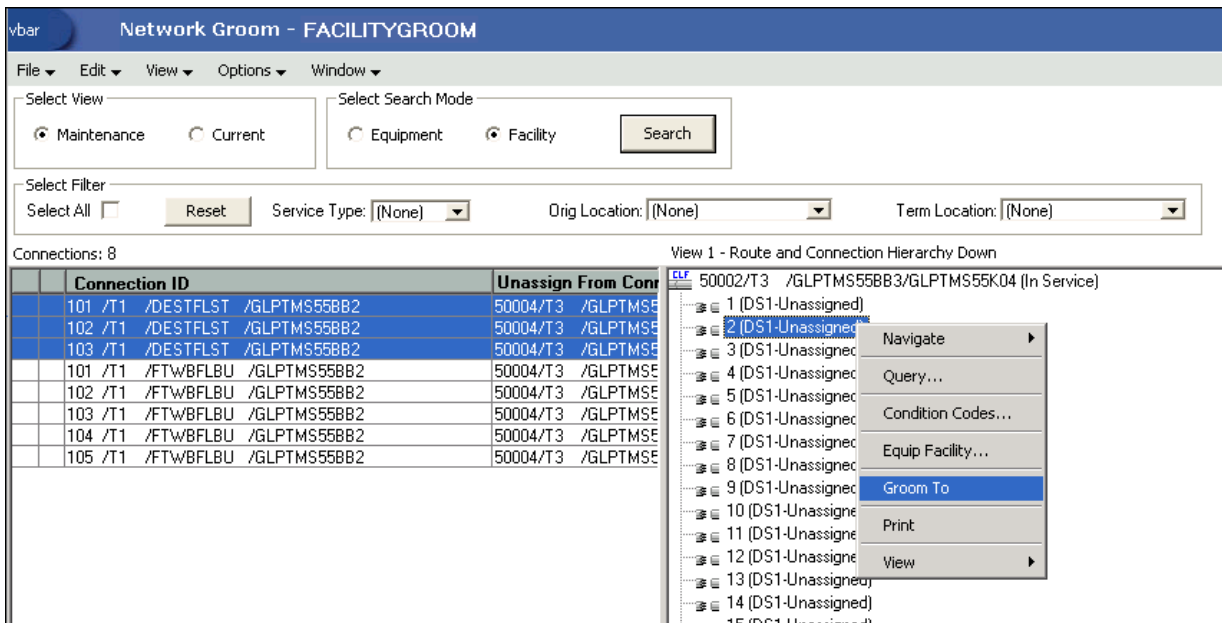 vbar Network Groom - FACILITYGROOM
File Edit View Options Window
Select View Select Search Mode
Maintenance Current Equipment Facility Search
Select Filter
Select All Reset Service Type: (None) Orig Location: (None) Term Location: (None)
Connections: 8 View 1 - Route and Connection Hierarchy Down
Connection ID Unassign From Conn
101 /T1 /DESTFLST /GLPTMS55BB2 50004/T3 /GLPTMS5
102 /T1 /DESTFLST /GLPTMS55BB2 50004/T3 /GLPTMS5
103 /T1 /DESTFLST /GLPTMS55BB2 50004/T3 /GLPTMS5
101 /T1 /FTWBFLBU /GLPTMS55BB2 50004/T3 /GLPTMS5
102 /T1 /FTWBFLBU /GLPTMS55BB2 50004/T3 /GLPTMS5
103 /T1 /FTWBFLBU /GLPTMS55BB2 50004/T3 /GLPTMS5
104 /T1 /FTWBFLBU /GLPTMS55BB2 50004/T3 /GLPTMS5
105 /T1 /FTWBFLBU /GLPTMS55BB2 50004/T3 /GLPTMS5
CLF 50002/T3 /GLPTMS55BB3/GLPTMS55K04 (In Service)
1 (DS1-Unassigned)
2 (DS1-Unassigned)
3 (DS1-Unassigned
4 (DS1-Unassigned
5 (DS1-Unassigned
6 (DS1-Unassigned
7 (DS1-Unassigned
8 (DS1-Unassigned
9 (DS1-Unassigned
10 (DS1-Unassigne
11 (DS1-Unassigne
12 (DS1-Unassigne
13 (DS1-Unassigned)
14 (DS1-Unassigned)
15 (DS1-Unassigned)
Navigate
Query...
Condition Codes...
Equip Facility...
Groom To
Print
View